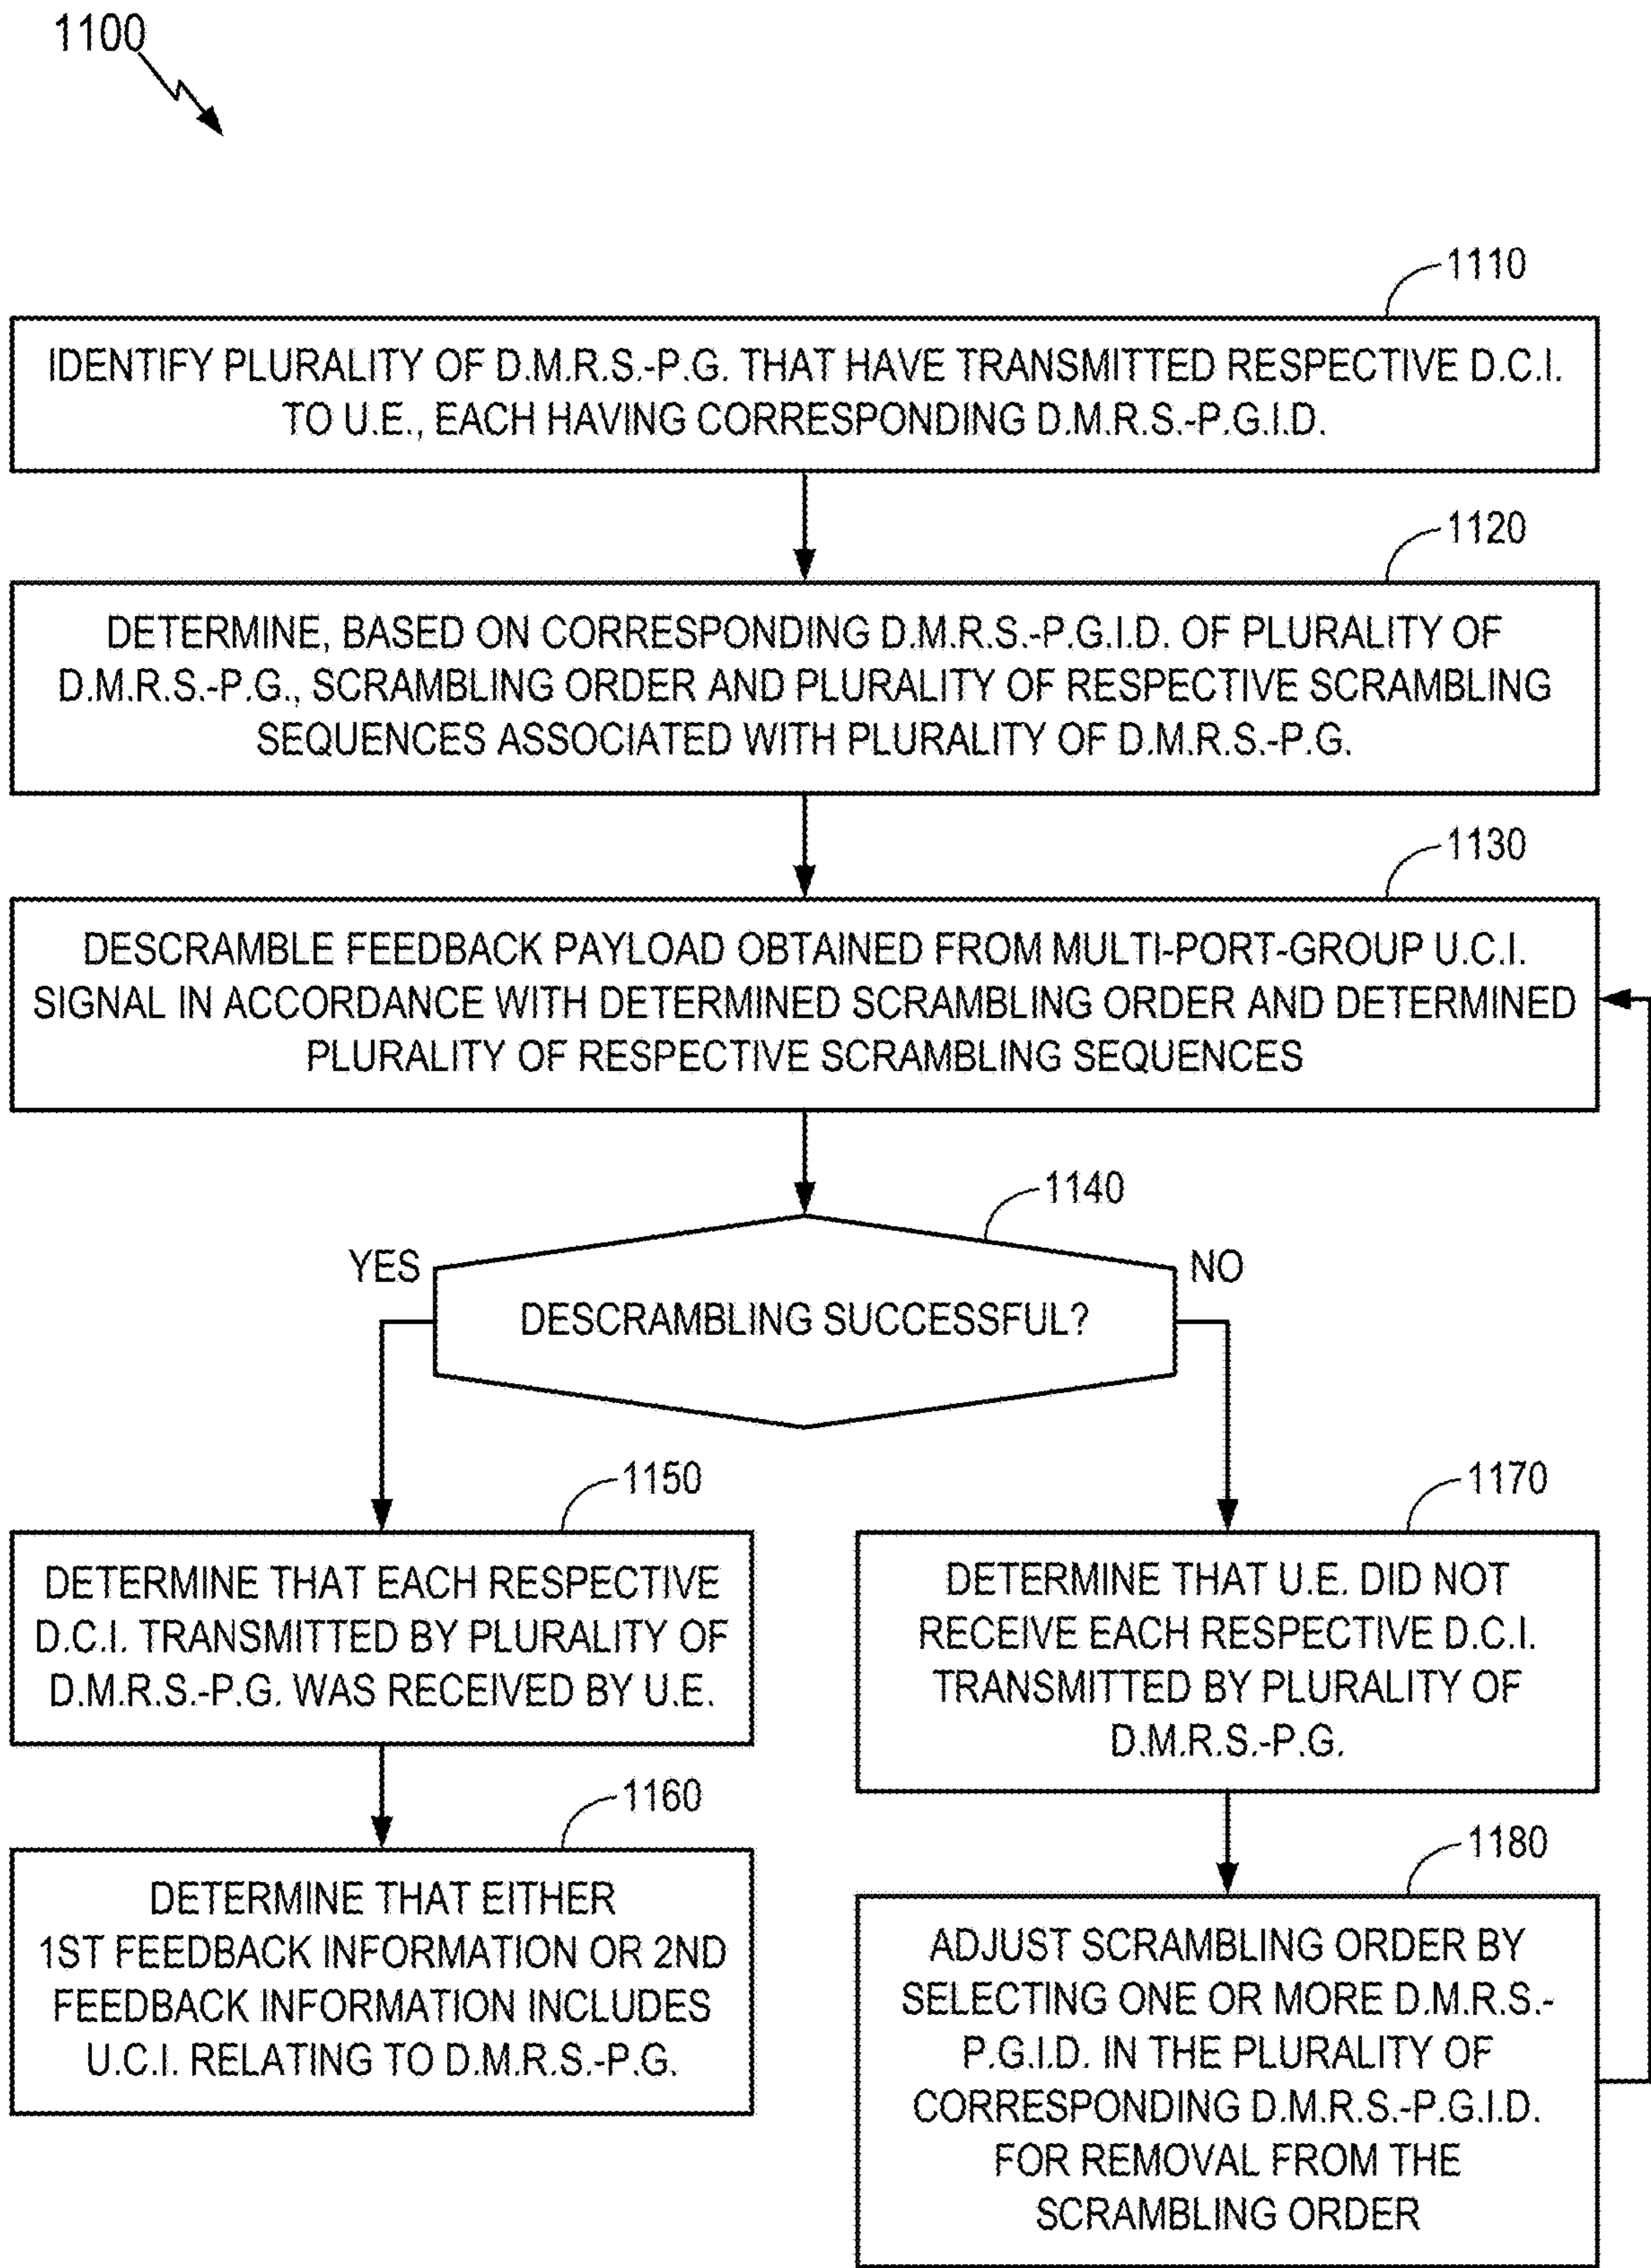 1100
1110
IDENTIFY PLURALITY OF D.M.R.S.-P.G. THAT HAVE TRANSMITTED RESPECTIVE D.C.I.
TO U.E., EACH HAVING CORRESPONDING D.M.R.S.-P.G.I.D.
1120
DETERMINE, BASED ON CORRESPONDING D.M.R.S.-P.G.I.D. OF PLURALITY OF
D.M.R.S.-P.G., SCRAMBLING ORDER AND PLURALITY OF RESPECTIVE SCRAMBLING
SEQUENCES ASSOCIATED WITH PLURALITY OF D.M.R.S.-P.G.
1130
DESCRAMBLE FEEDBACK PAYLOAD OBTAINED FROM MULTI-PORT-GROUP U.C.I.
SIGNAL IN ACCORDANCE WITH DETERMINED SCRAMBLING ORDER AND DETERMINED
PLURALITY OF RESPECTIVE SCRAMBLING SEQUENCES
1140
YES
NO
DESCRAMBLING SUCCESSFUL?
1150
DETERMINE THAT EACH RESPECTIVE
D.C.I. TRANSMITTED BY PLURALITY OF
D.M.R.S.-P.G. WAS RECEIVED BY U.E.
1160
DETERMINE THAT EITHER
1ST FEEDBACK INFORMATION OR 2ND
FEEDBACK INFORMATION INCLUDES
U.C.I. RELATING TO D.M.R.S.-P.G.
1170
DETERMINE THAT U.E. DID NOT
RECEIVE EACH RESPECTIVE D.C.I.
TRANSMITTED BY PLURALITY OF
D.M.R.S.-P.G.
1180
ADJUST SCRAMBLING ORDER BY
SELECTING ONE OR MORE D.M.R.S.-
P.G.I.D. IN THE PLURALITY OF
CORRESPONDING D.M.R.S.-P.G.I.D.
FOR REMOVAL FROM THE
SCRAMBLING ORDER